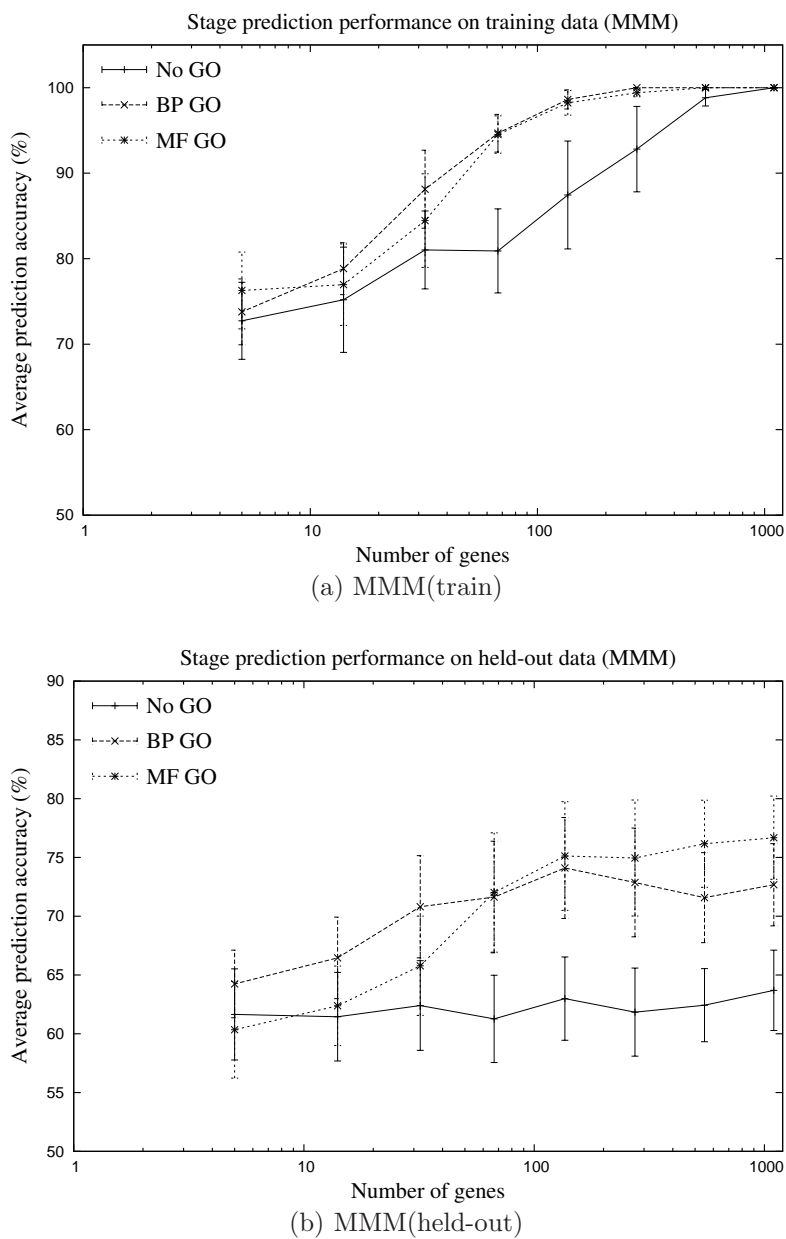 Stage prediction performance on training data (MMM)
No GO
BP GO
MF GO
Average prediction accuracy (%)
100
90
80
70
60
50
1
10
100
1000
Number of genes
(a) MMM(train)
Stage prediction performance on held-out data (MMM)
No GO
BP GO
MF GO
Average prediction accuracy (%)
90
85
80
75
70
65
60
55
50
1
10
100
1000
Number of genes
(b) MMM(held-out)